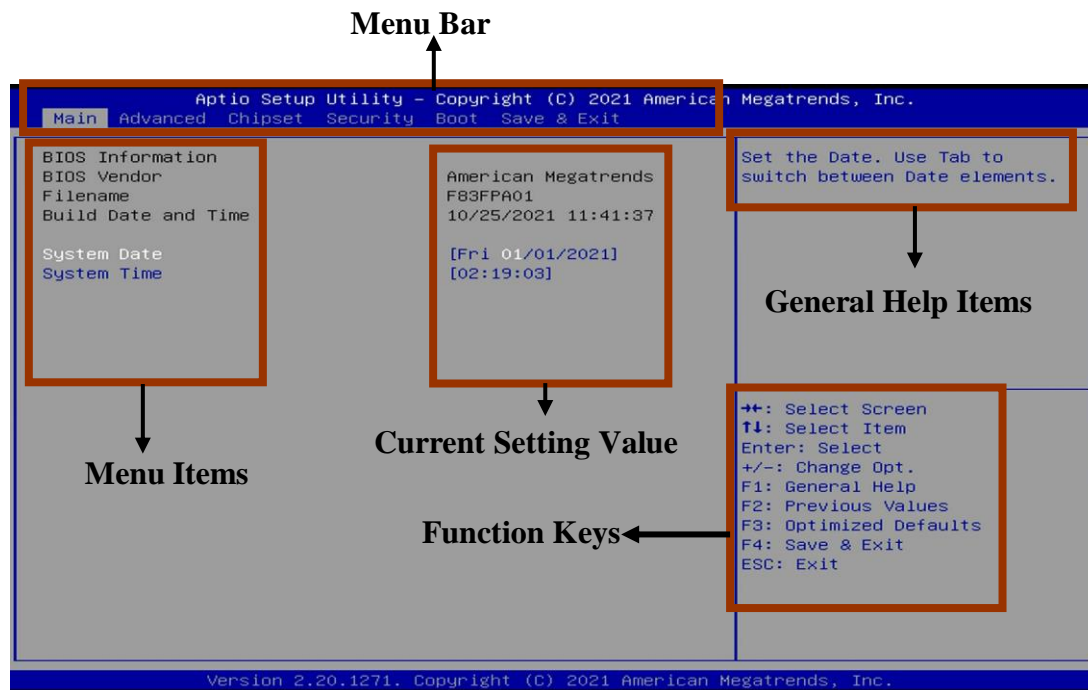 Menu Bar
Aptio Setup Utility – Copyright (C) 2021 American Megatrends, Inc.
Main Advanced Chipset Security Boot Save & Exit
BIOS Information
BIOS Vendor American Megatrends
Filename F83FPA01
Build Date and Time 10/25/2021 11:41:37
System Date [Fri 01/01/2021]
System Time [02:19:03]
Set the Date. Use Tab to
switch between Date elements.
General Help Items
Current Setting Value
Menu Items
Function Keys
→←: Select Screen
↑↓: Select Item
Enter: Select
+/-: Change Opt.
F1: General Help
F2: Previous Values
F3: Optimized Defaults
F4: Save & Exit
ESC: Exit
Version 2.20.1271. Copyright (C) 2021 American Megatrends, Inc.